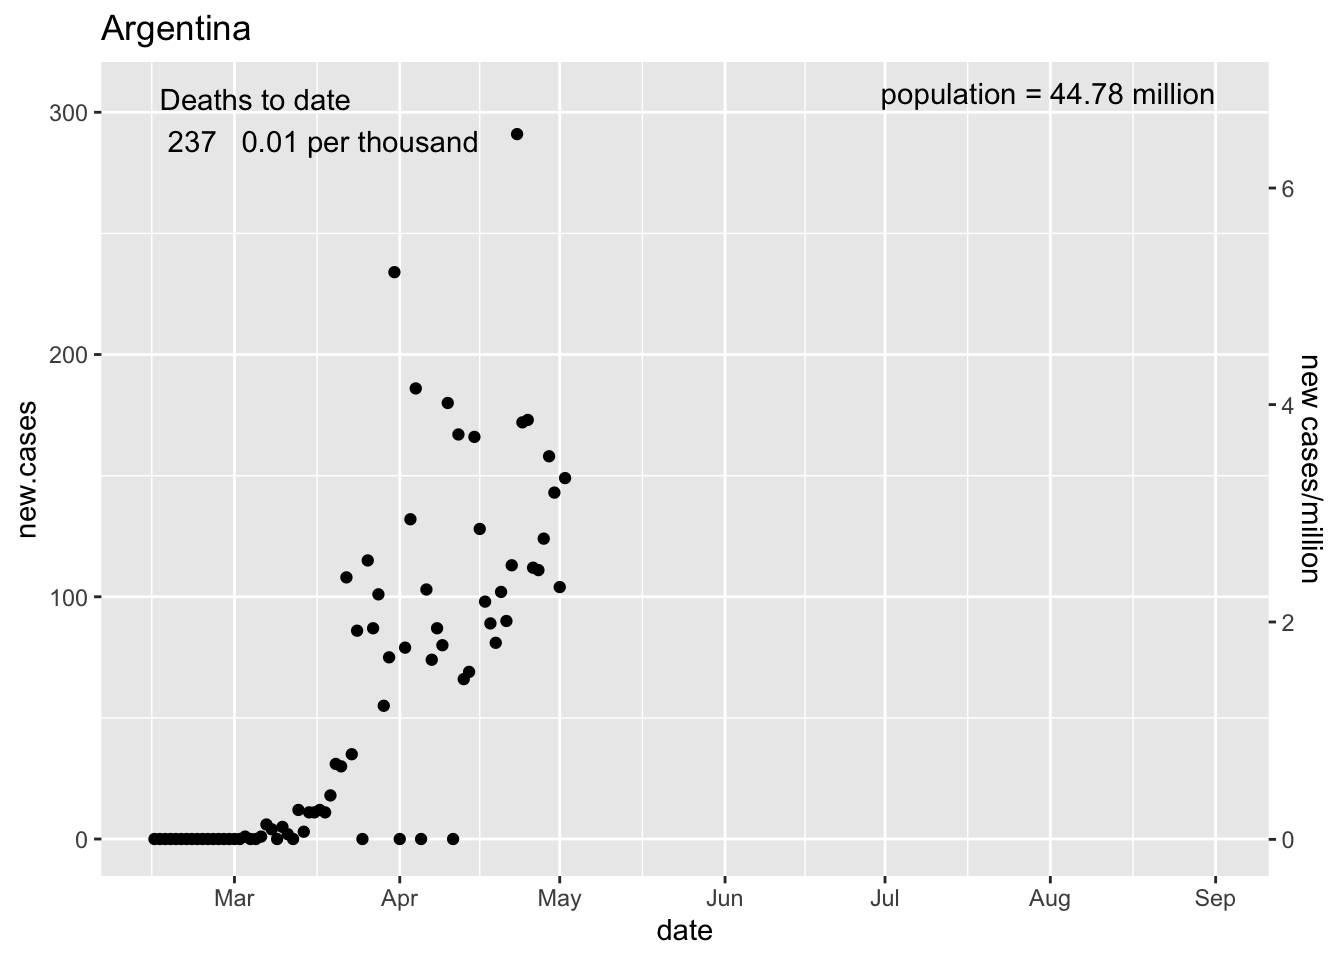 Argentina
Deaths to date
237 0.01 per thousand
population = 44.78 million
300
200
100
0
new.cases
6
4
2
0
new cases/million
Mar Apr May Jun Jul Aug Sep
date